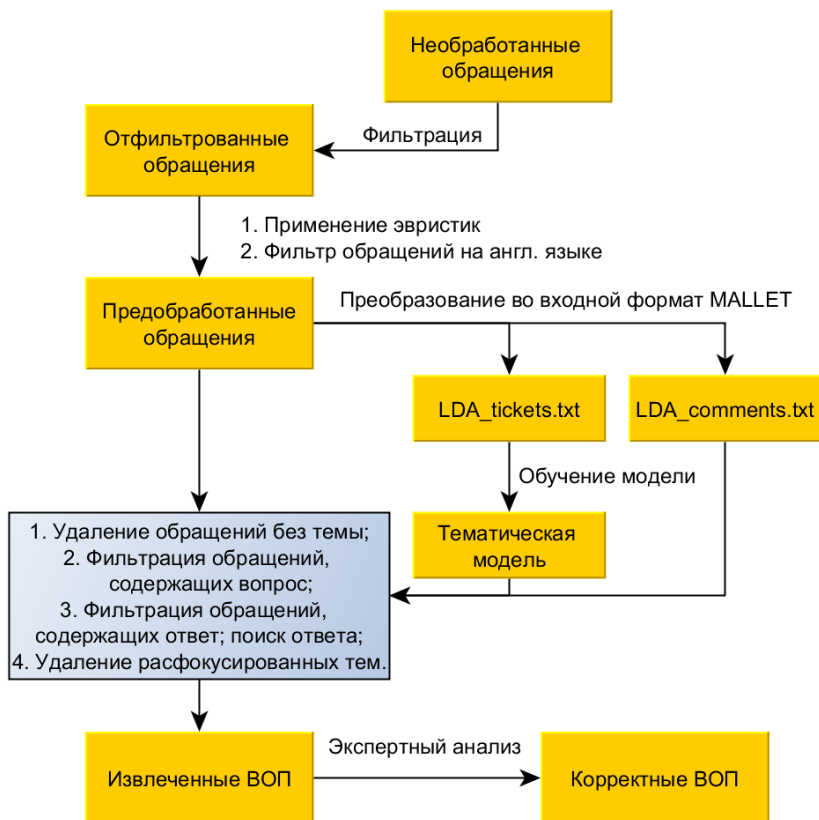 Необработанные
обращения
Отфильтрованные
обращения
Фильтрация
1. Применение эвристик
2. Фильтр обращений на англ. языке
Предобработанные
обращения
Преобразование во входной формат MALLET
LDA_tickets.txt
LDA_comments.txt
Обучение модели
Тематическая
модель
1. Удаление обращений без темы;
2. Фильтрация обращений,
содержащих вопрос;
3. Фильтрация обращений,
содержащих ответ; поиск ответа;
4. Удаление расфокусированных тем.
Извлеченные ВОП
Экспертный анализ
Корректные ВОП